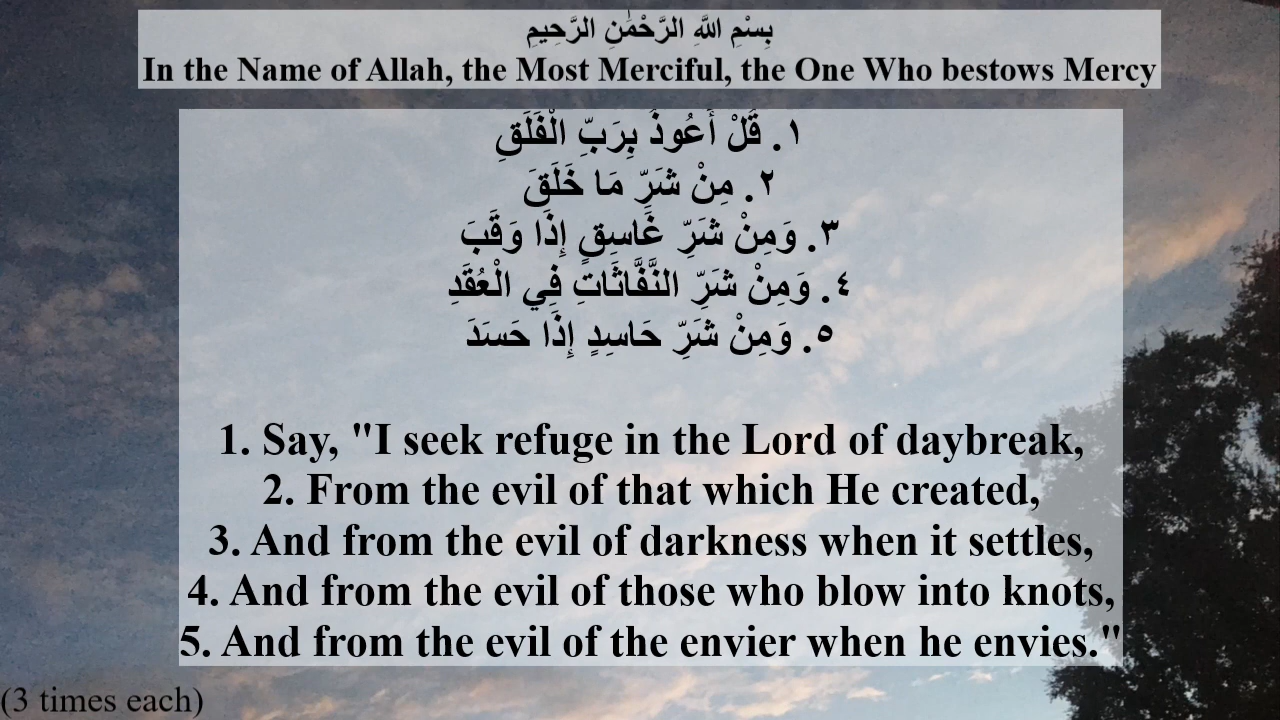 بِسْمِ اللَّهِ الرَّحْمَٰنِ الرَّحِيمِ
In the Name of Allah, the Most Merciful, the One Who bestows Mercy
١. قُلْ أَعُوذُ بِرَبِّ الْفَلَقِ
٢. مِنْ شَرِّ مَا خَلَقَ
٣. وَمِنْ شَرِّ غَاسِقٍ إِذَا وَقَبَ
٤. وَمِنْ شَرِّ النَّفَّاثَاتِ فِي الْعُقَدِ
٥. وَمِنْ شَرِّ حَاسِدٍ إِذَا حَسَدَ
1. Say, "I seek refuge in the Lord of daybreak,
2. From the evil of that which He created,
3. And from the evil of darkness when it settles,
4. And from the evil of those who blow into knots,
5. And from the evil of the envier when he envies."
(3 times each)